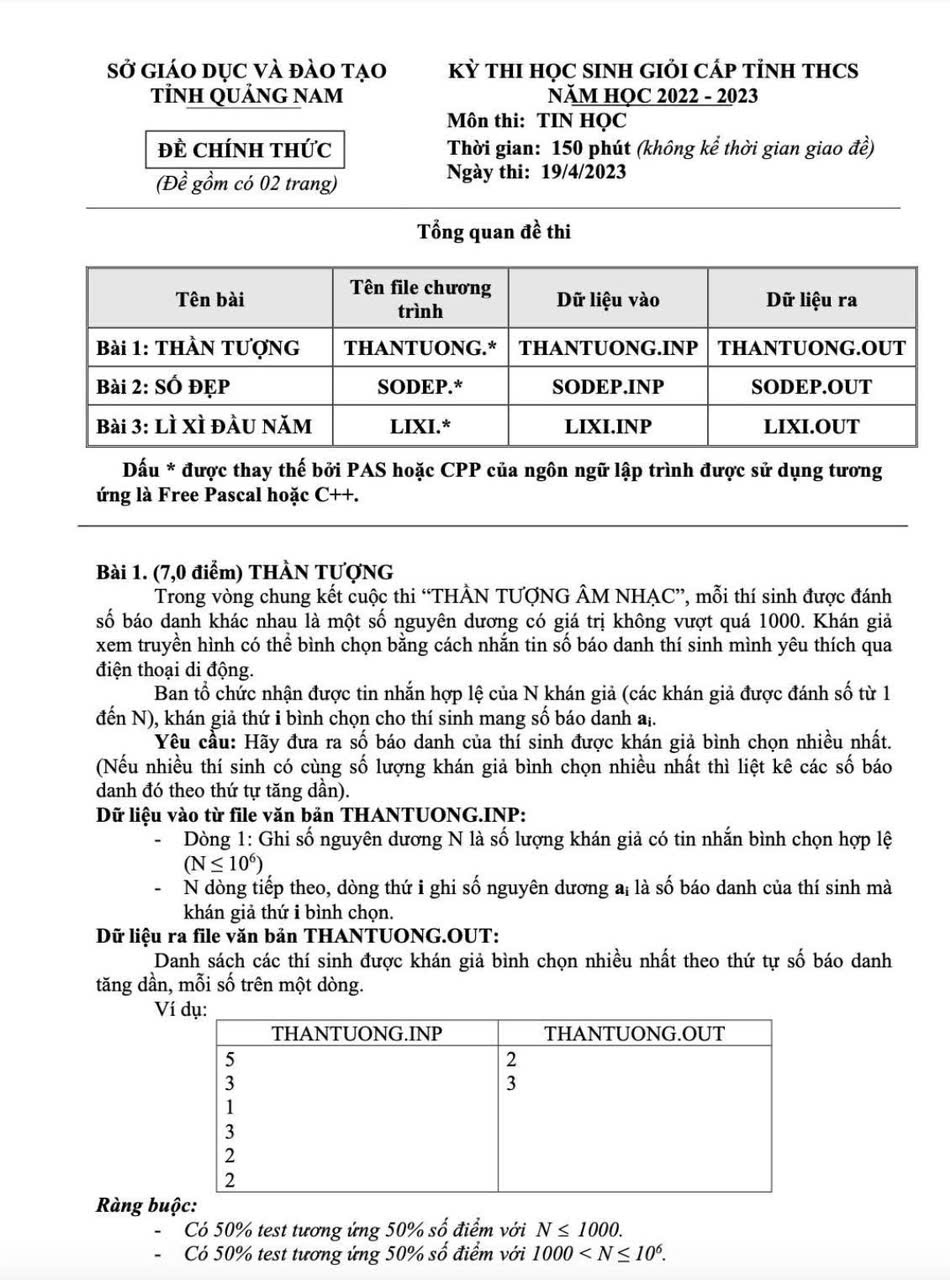 SỞ GIÁO DỤC VÀ ĐÀO TẠO
TỈNH QUẢNG NAM
ĐỀ CHÍNH THỨC
(Đề gồm có 02 trang)
KỲ THI HỌC SINH GIỎI CẤP TỈNH THCS
NĂM HỌC 2022 - 2023
Môn thi: TIN HỌC
Thời gian: 150 phút (không kể thời gian giao đề)
Ngày thi: 19/4/2023
Tổng quan đề thi
Tên bài Tên file chương trình Dữ liệu vào Dữ liệu ra
Bài 1: THẦN TƯỢNG THANTUONG.* THANTUONG.INP THANTUONG.OUT
Bài 2: SỐ ĐẸP SODEP.* SODEP.INP SODEP.OUT
Bài 3: LÌ XÌ ĐẦU NĂM LIXI.* LIXI.INP LIXI.OUT
Dấu * được thay thế bởi PAS hoặc CPP của ngôn ngữ lập trình được sử dụng tương
ứng là Free Pascal hoặc C++.
Bài 1. (7,0 điểm) THẦN TƯỢNG
Trong vòng chung kết cuộc thi “THẦN TƯỢNG ÂM NHẠC”, mỗi thí sinh được đánh
số báo danh khác nhau là một số nguyên dương có giá trị không vượt quá 1000. Khán giả
xem truyền hình có thể bình chọn bằng cách nhắn tin số báo danh thí sinh mình yêu thích qua
điện thoại di động.
Ban tổ chức nhận được tin nhắn hợp lệ của N khán giả (các khán giả được đánh số từ 1
đến N), khán giả thứ i bình chọn cho thí sinh mang số báo danh aᵢ.
Yêu cầu: Hãy đưa ra số báo danh của thí sinh được khán giả bình chọn nhiều nhất.
(Nếu nhiều thí sinh có cùng số lượng khán giả bình chọn nhiều nhất thì liệt kê các số báo
danh đó theo thứ tự tăng dần).
Dữ liệu vào từ file văn bản THANTUONG.INP:
- Dòng 1: Ghi số nguyên dương N là số lượng khán giả có tin nhắn bình chọn hợp lệ
(N ≤ 10⁶)
- N dòng tiếp theo, dòng thứ i ghi số nguyên dương aᵢ là số báo danh của thí sinh mà
khán giả thứ i bình chọn.
Dữ liệu ra file văn bản THANTUONG.OUT:
Danh sách các thí sinh được khán giả bình chọn nhiều nhất theo thứ tự số báo danh
tăng dần, mỗi số trên một dòng.
Ví dụ:
THANTUONG.INP THANTUONG.OUT
5 2
3 3
1
3
2
2
Ràng buộc:
- Có 50% test tương ứng 50% số điểm với N ≤ 1000.
- Có 50% test tương ứng 50% số điểm với 1000 < N ≤ 10⁶.